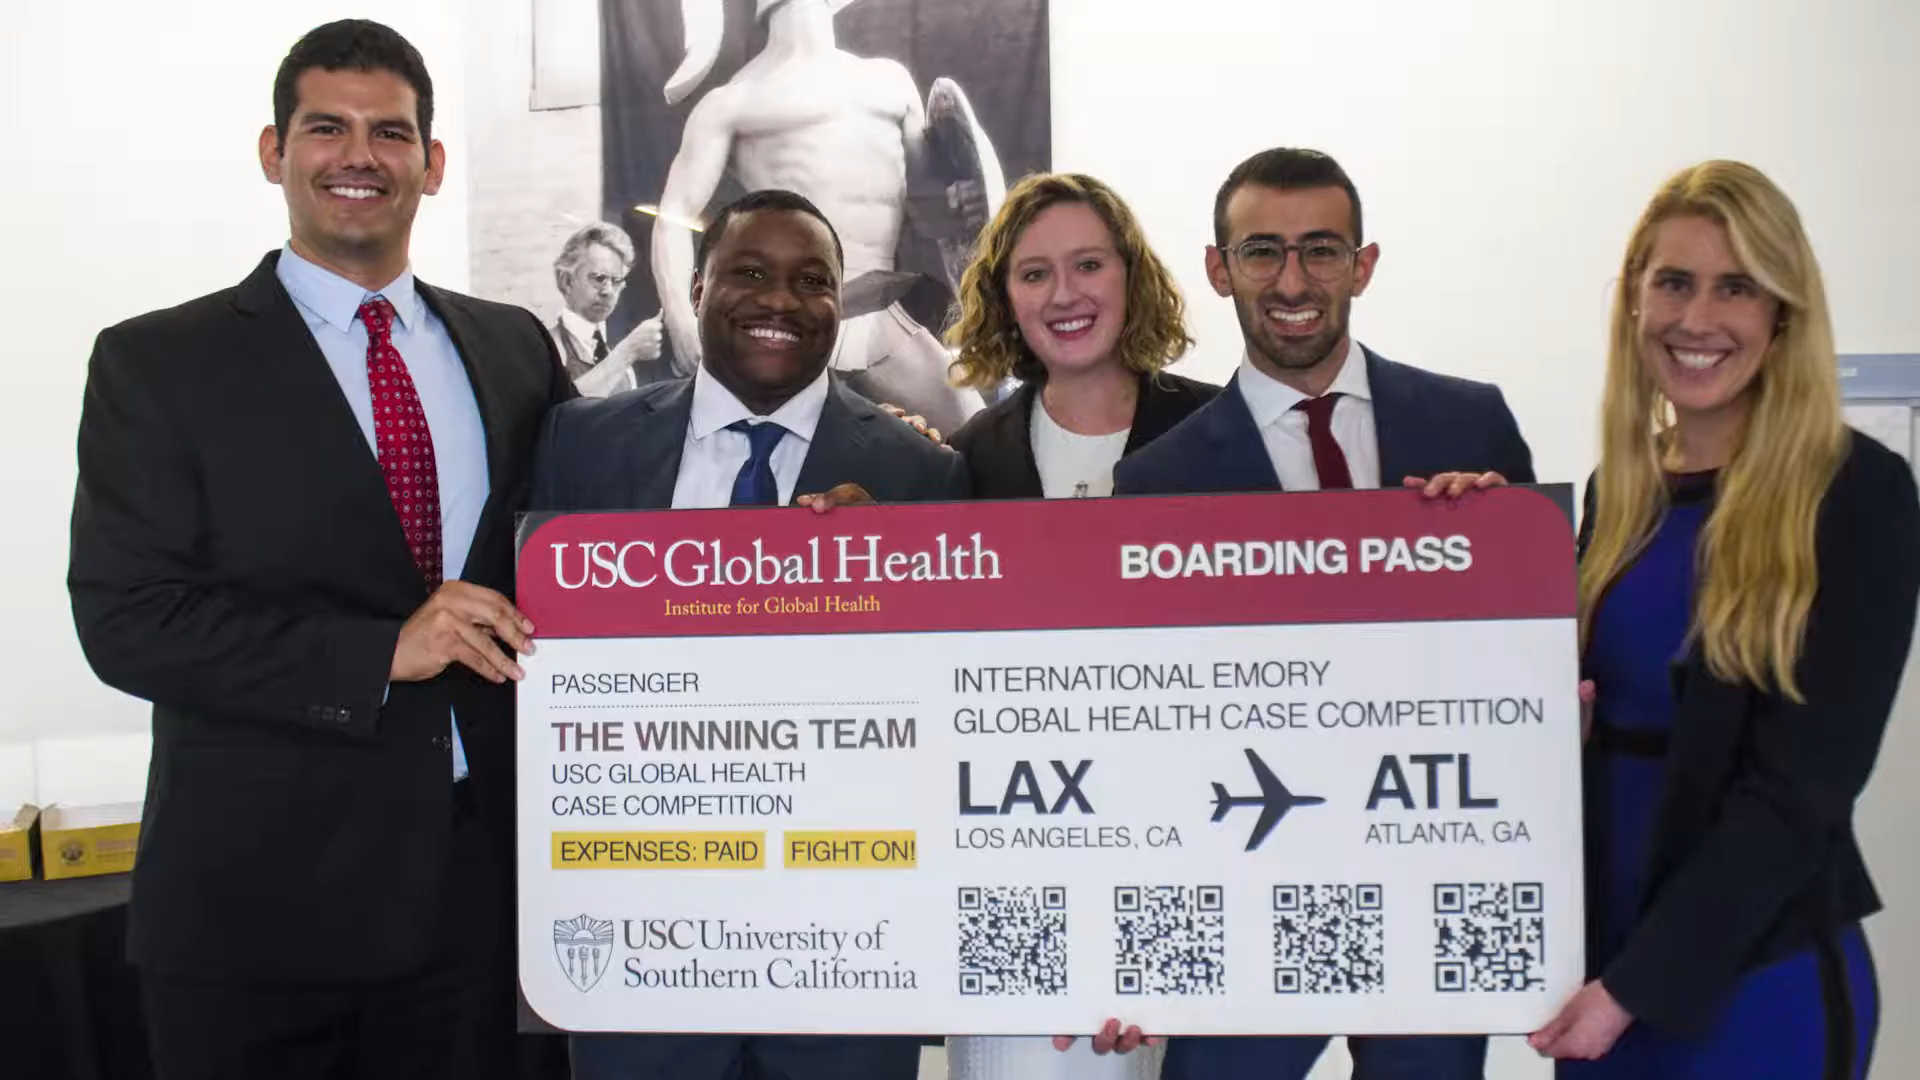 USC Global Health
Institute for Global Health
BOARDING PASS
PASSENGER
THE WINNING TEAM
USC GLOBAL HEALTH
CASE COMPETITION
EXPENSES: PAID
FIGHT ON!
USC University of
Southern California
INTERNATIONAL EMORY
GLOBAL HEALTH CASE COMPETITION
LAX
LOS ANGELES, CA
ATL
ATLANTA, GA